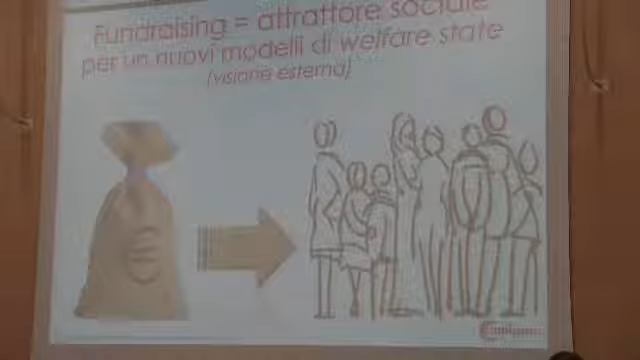 Fundraising = attrattore sociale
per un nuovi modelli di welfare state
(visione esterna)
€